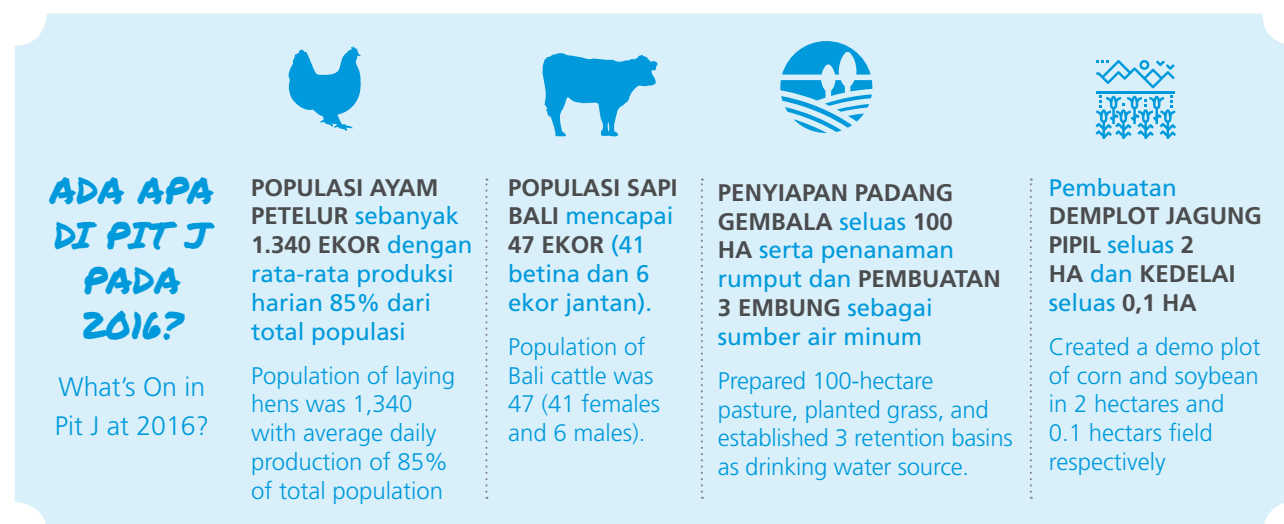 ADA APA
DI PIT J
PADA
2016?
What's On in
Pit J at 2016?
POPULASI AYAM
PETELUR sebanyak
1.340 EKOR dengan
rata-rata produksi
harian 85% dari
total populasi
Population of laying
hens was 1,340
with average daily
production of 85%
of total population
POPULASI SAPI
BALI mencapai
47 EKOR (41
betina dan 6
ekor jantan).
Population of
Bali cattle was
47 (41 females
and 6 males).
PENYIAPAN PADANG
GEMBALA seluas 100
HA serta penanaman
rumput dan PEMBUATAN
3 EMBUNG sebagai
sumber air minum
Prepared 100-hectare
pasture, planted grass, and
established 3 retention basins
as drinking water source.
Pembuatan
DEMPLOT JAGUNG
PIPIL seluas 2
HA dan KEDELAI
seluas 0,1 HA
Created a demo plot
of corn and soybean
in 2 hectares and
0.1 hectars field
respectively